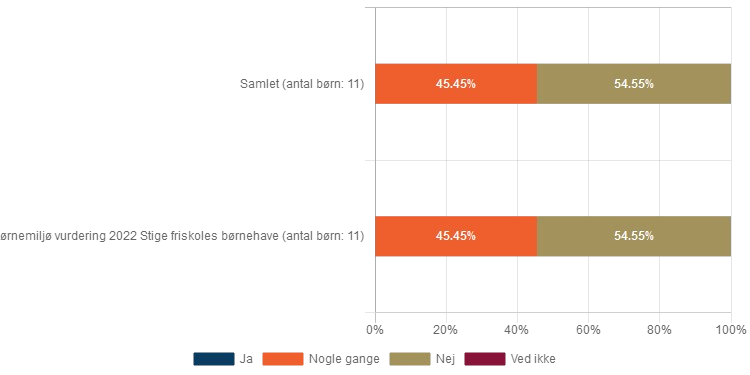 Samlet (antal børn: 11)
45.45% 54.55%
ørnemiljø vurdering 2022 Stige friskoles børnehave (antal børn: 11)
45.45% 54.55%
0% 20% 40% 60% 80% 100%
Ja Nogle gange Nej Ved ikke